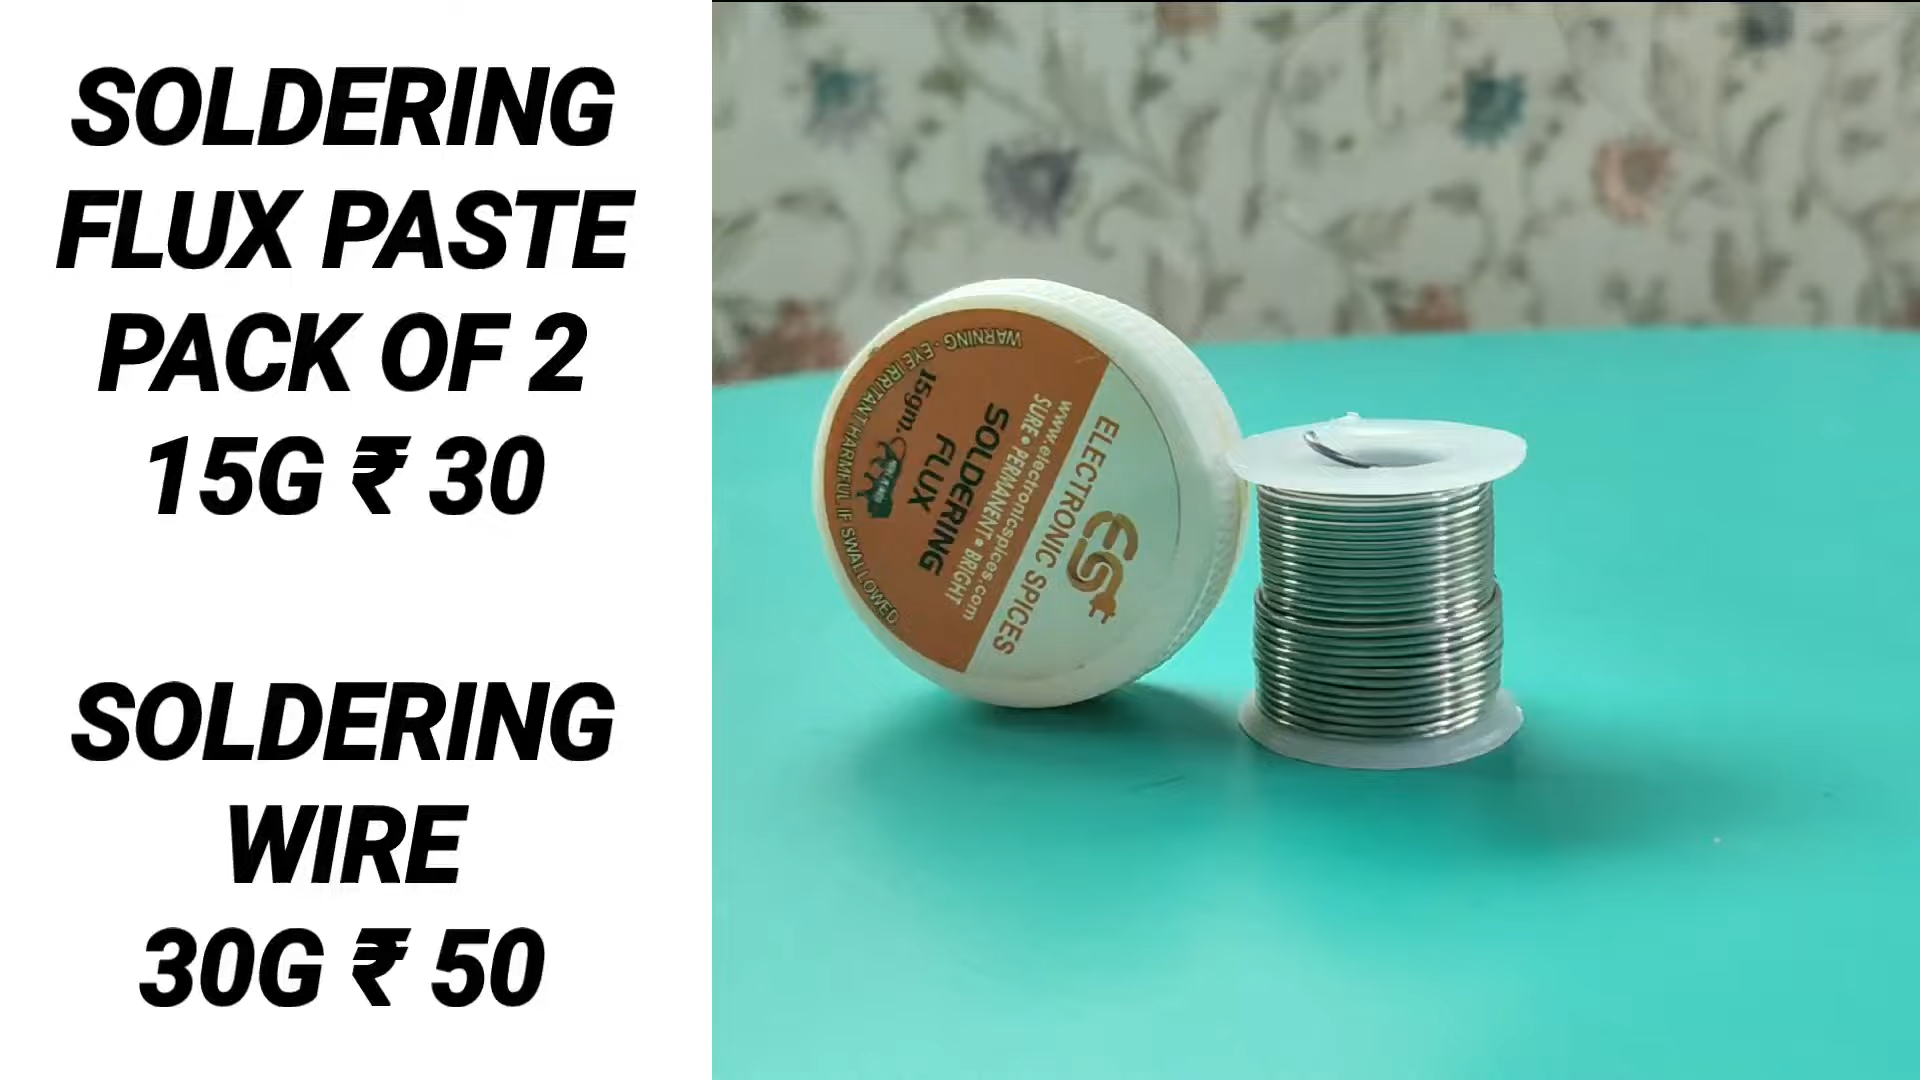 SOLDERING
FLUX PASTE
PACK OF 2
15G ₹ 30
SOLDERING
WIRE
30G ₹ 50
WARNING - EYE IRRITANT HARMFUL IF SWALLOWED
15gm.
SOLDERING
FLUX
SURE • PERMANENT • BRIGHT
www.electronicspices.com
ELECTRONIC SPICES
ES